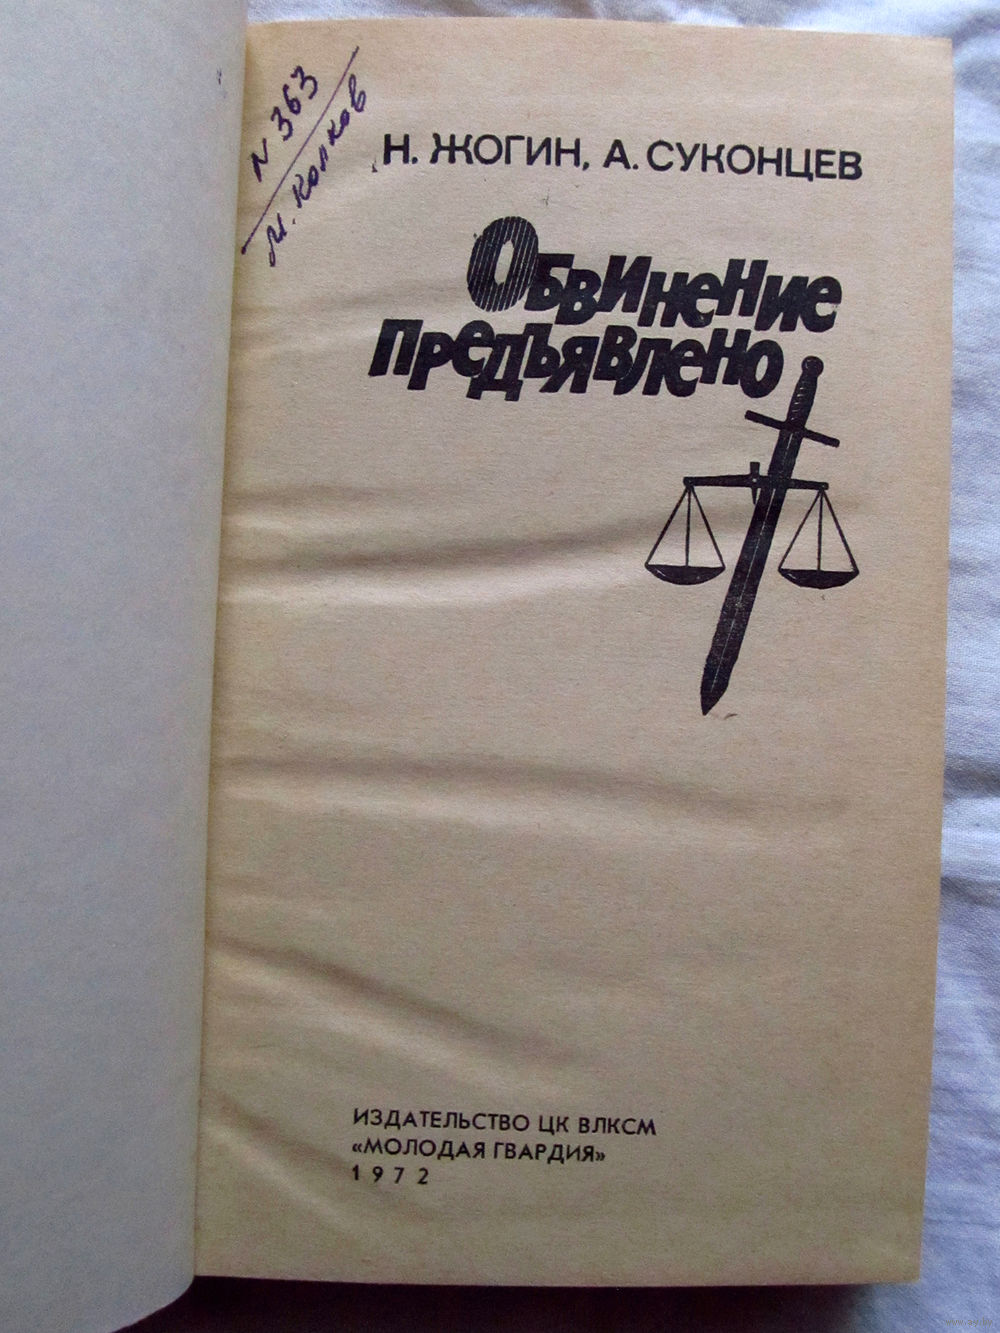 N 363
М. Колков
Н. ЖОГИН, А. СУКОНЦЕВ
ОБВИНЕНИЕ
ПРЕДЪЯВЛЕНО
ИЗДАТЕЛЬСТВО ЦК ВЛКСМ
«МОЛОДАЯ ГВАРДИЯ»
1972